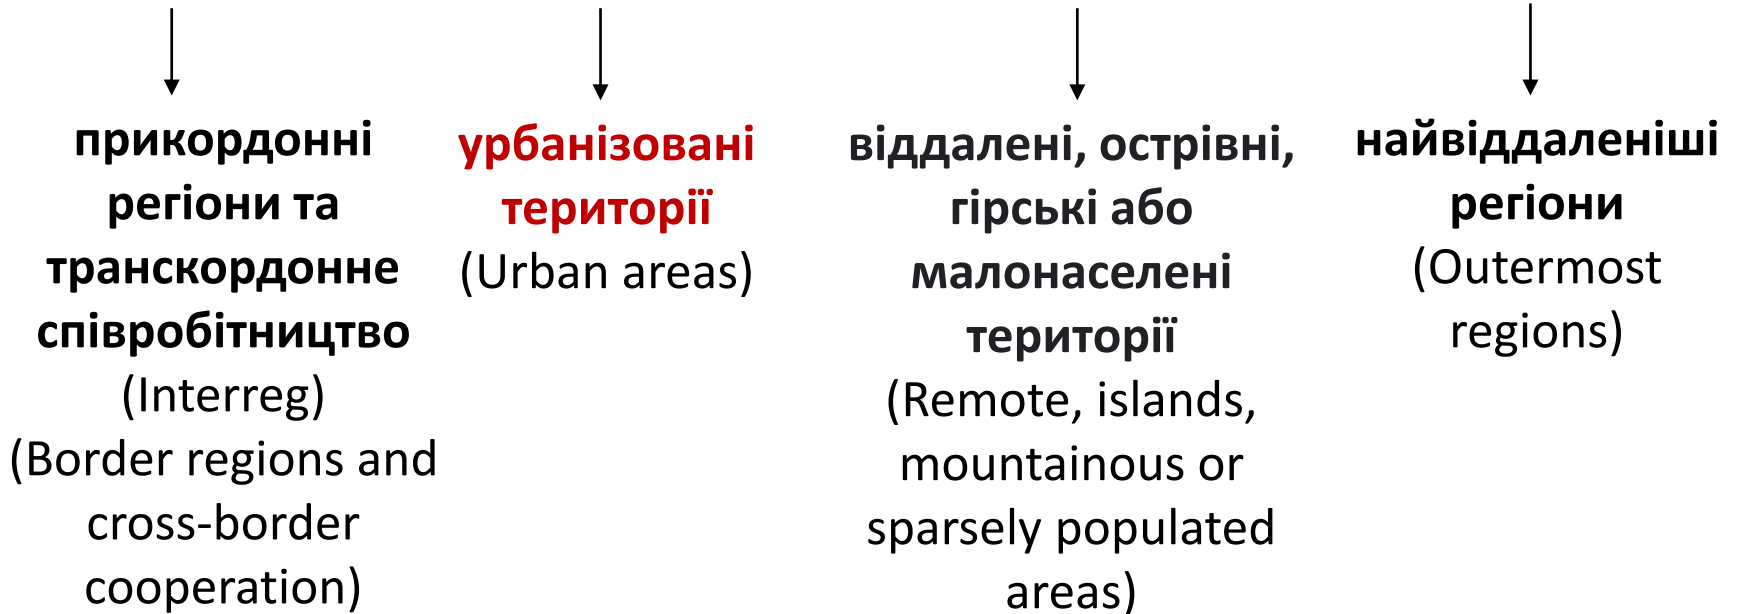 прикордонні
регіони та
транскордонне
співробітництво
(Interreg)
(Border regions and
cross-border
cooperation)
урбанізовані
території
(Urban areas)
віддалені, острівні,
гірські або
малонаселені
території
(Remote, islands,
mountainous or
sparsely populated
areas)
найвіддаленіші
регіони
(Outermost
regions)